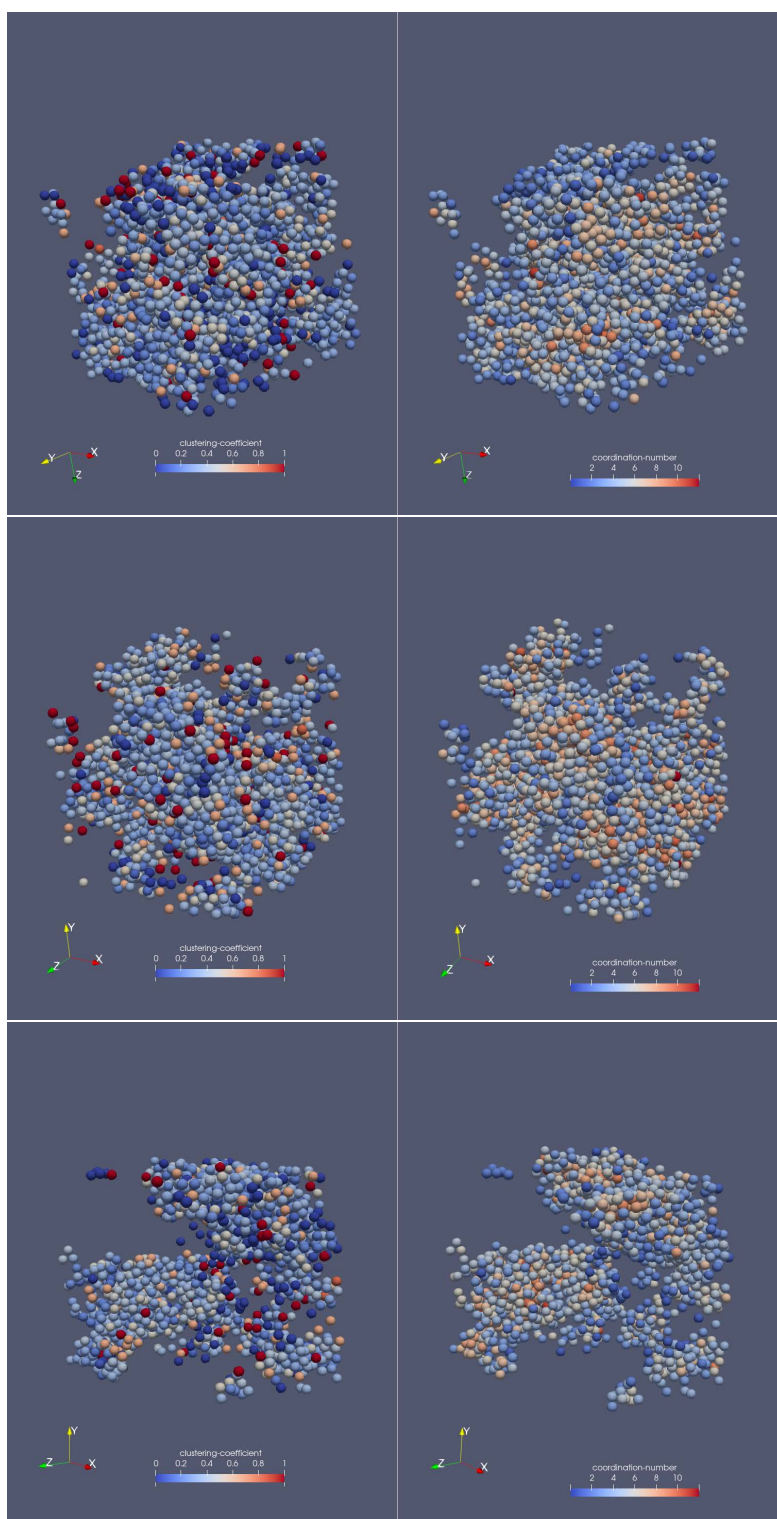 clustering-coefficient
0 0.2 0.4 0.6 0.8 1
Y X
Z
coordination-number
2 4 6 8 10
Y X
Z
clustering-coefficient
0 0.2 0.4 0.6 0.8 1
Y
Z X
coordination-number
2 4 6 8 10
Y
Z X
clustering-coefficient
0 0.2 0.4 0.6 0.8 1
Y
Z X
coordination-number
2 4 6 8 10
Y
Z X